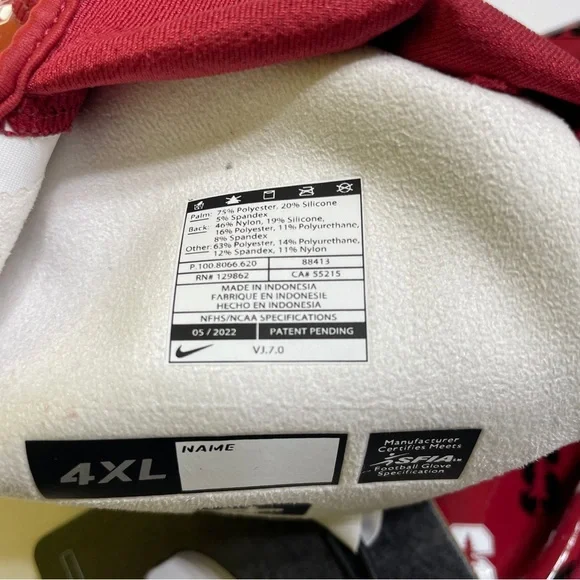 Palm: 75% Polyester, 20% Silicone
5% Spandex
Back: 46% Nylon, 19% Silicone,
16% Polyester, 11% Polyurethane,
8% Spandex
Other: 63% Polyester, 14% Polyurethane,
12% Spandex, 11% Nylon
P.100.8066.620 88413
RN# 129862 CA# 55215
MADE IN INDONESIA
FABRIQUE EN INDONESIE
HECHO EN INDONESIA
NFHS/NCAA SPECIFICATIONS
05 / 2022 PATENT PENDING
V3.7.0
4XL NAME
Manufacturer
Certifies Meets
SFIA
Football Glove
Specification